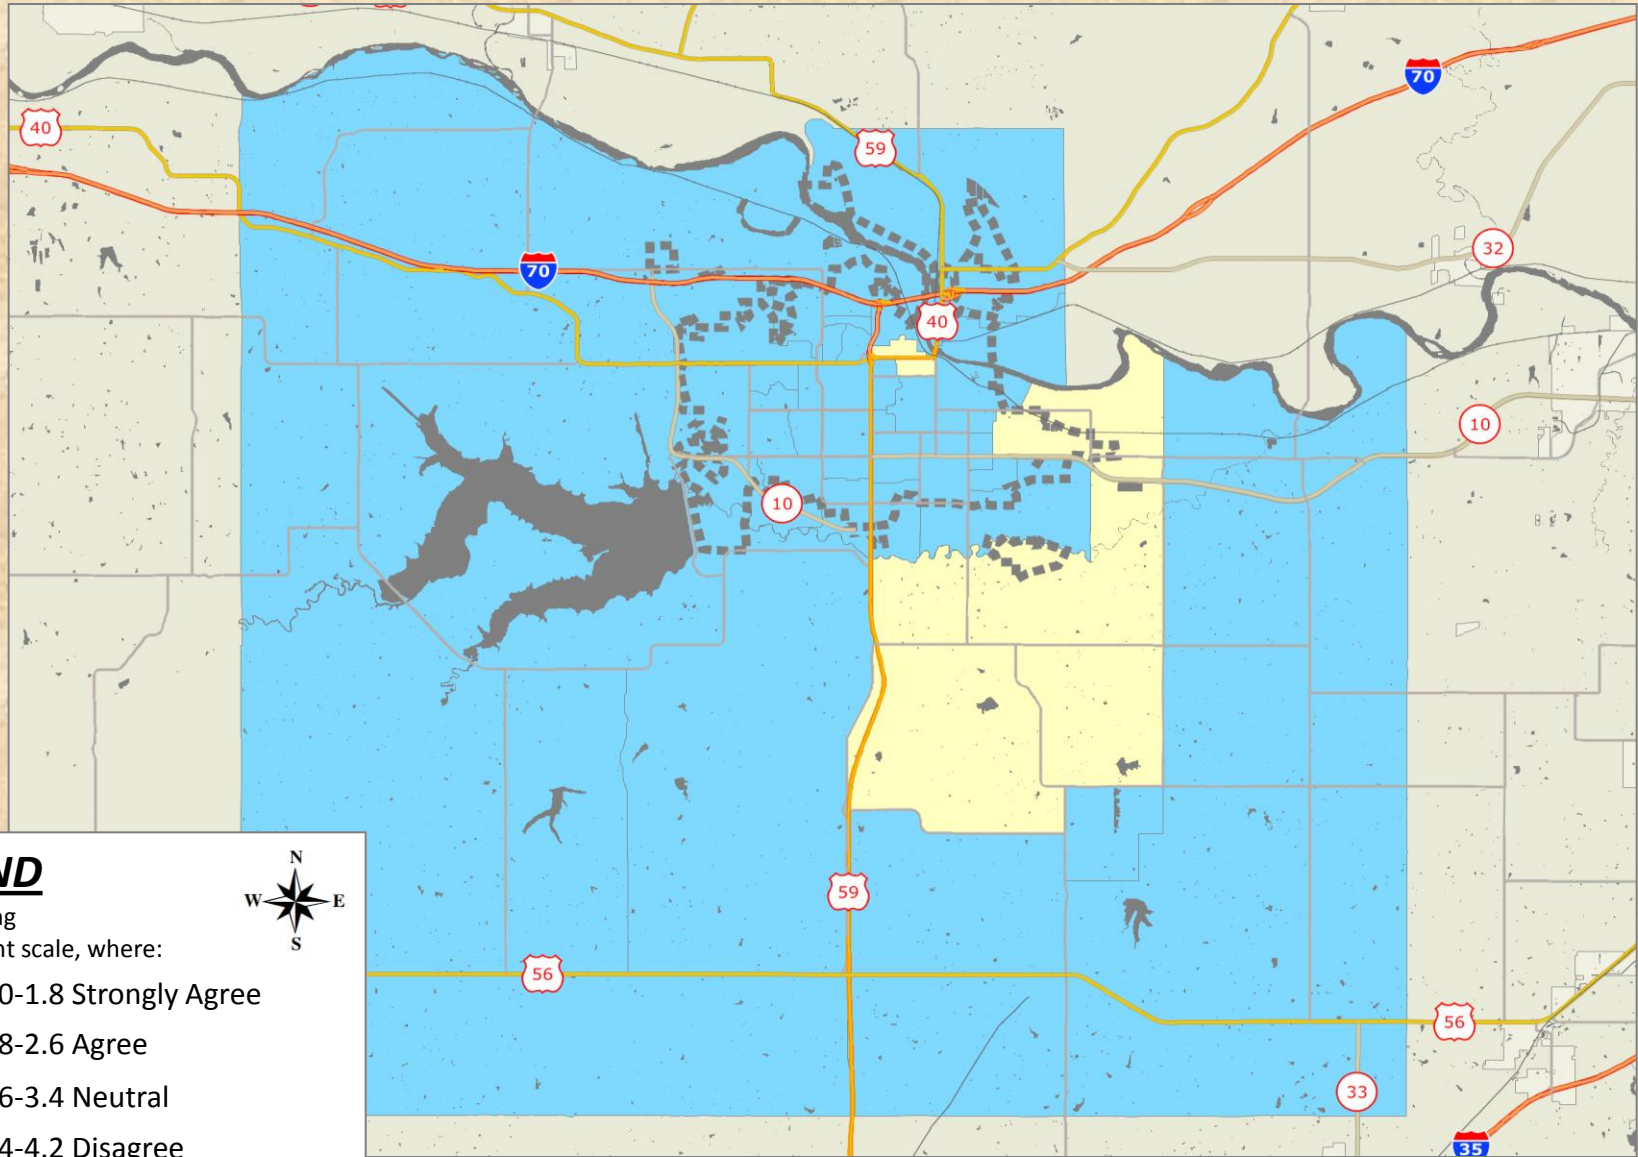 70
40
59
32
70
40
10
10
59
56
56
33
35
ND
N
W E
S
ng
nt scale, where:
0-1.8 Strongly Agree
8-2.6 Agree
6-3.4 Neutral
4-4.2 Disagree